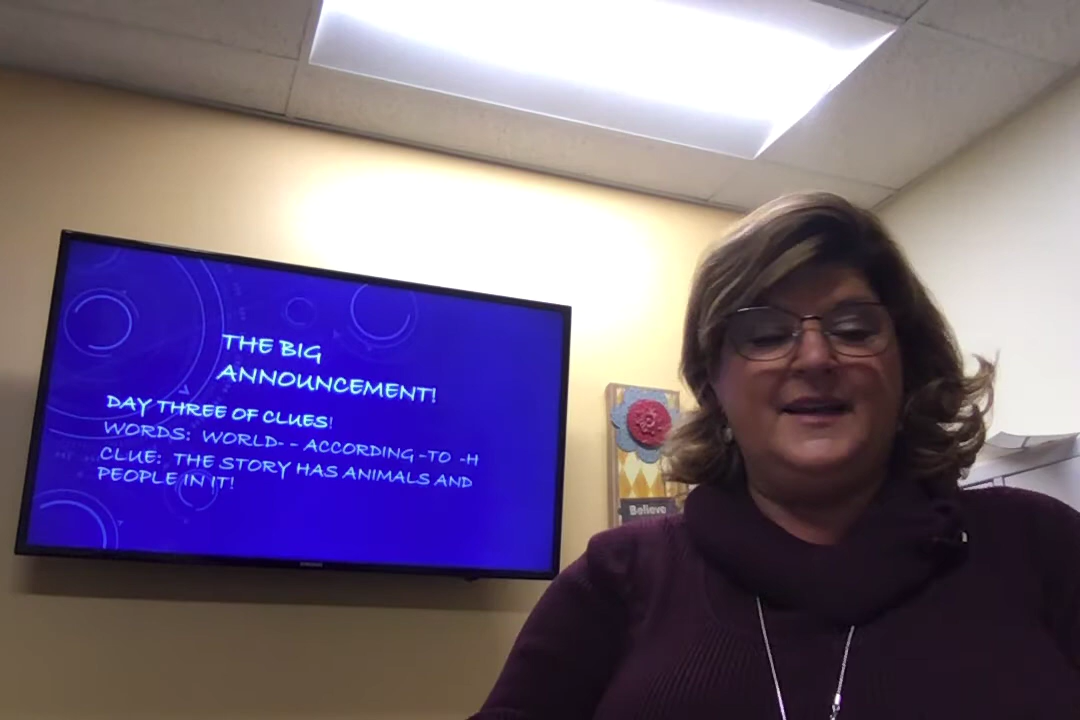 THE BIG
ANNOUNCEMENT!
DAY THREE OF CLUES!
WORDS: WORLD-- ACCORDING -TO -H
CLUE: THE STORY HAS ANIMALS AND
PEOPLE IN IT!
Believe
SAMSUNG